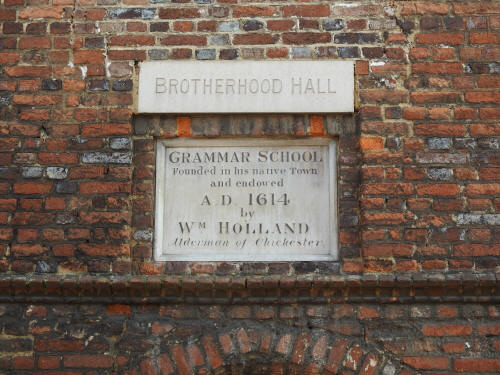 BROTHERHOOD HALL
GRAMMAR SCHOOL
Founded in his native Town
and endowed
A.D. 1614
by
WM HOLLAND
Alderman of Chichester.